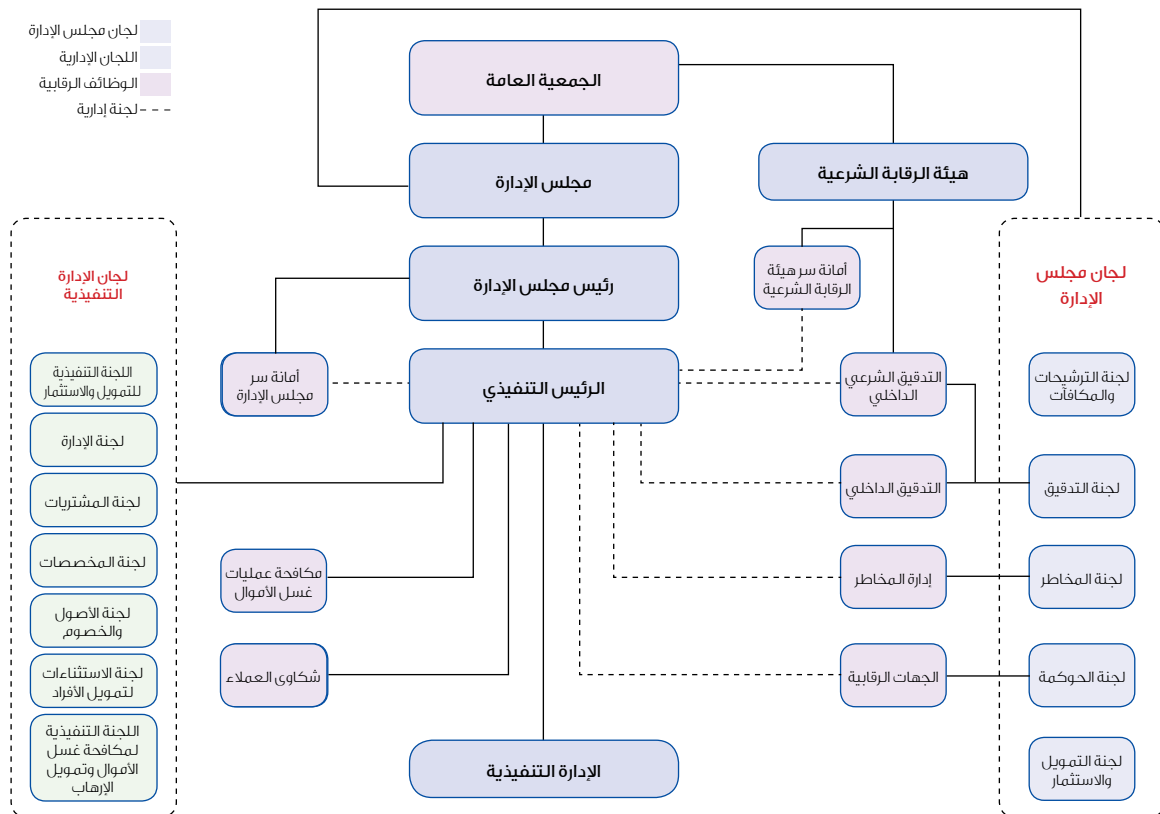 لجان مجلس الإدارة
اللجان الإدارية
الوظائف الرقابية
لجنة إدارية
الجمعية العامة
مجلس الإدارة
هيئة الرقابة الشرعية
رئيس مجلس الإدارة
أمانة سر هيئة
الرقابة الشرعية
الرئيس التنفيذي
أمانة سر
مجلس الإدارة
التدقيق الشرعي
الداخلي
التدقيق الداخلي
إدارة المخاطر
الجهات الرقابية
مكافحة عمليات
غسل الأموال
شكاوى العملاء
الإدارة التنفيذية
لجان مجلس
الإدارة
لجنة الترشيحات
والمكافآت
لجنة التدقيق
لجنة المخاطر
لجنة الحوكمة
لجنة التمويل
والاستثمار
لجان الإدارة
التنفيذية
اللجنة التنفيذية
للتمويل والاستثمار
لجنة الإدارة
لجنة المشتريات
لجنة المخصصات
لجنة الأصول
والخصوم
لجنة الاستثناءات
لتمويل الأفراد
اللجنة التنفيذية
لمكافحة غسل
الأموال وتمويل
الإرهاب